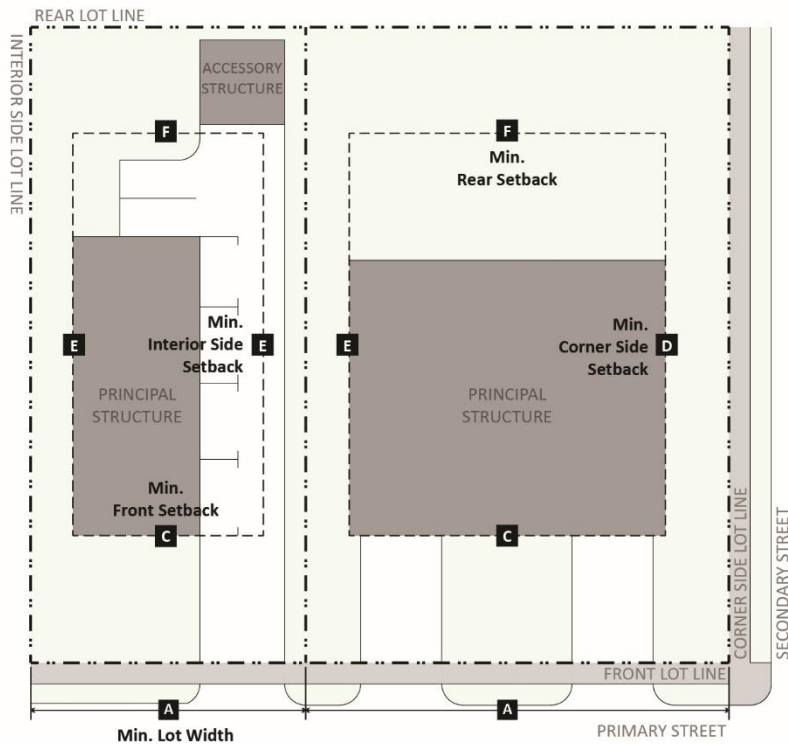 REAR LOT LINE
INTERIOR SIDE LOT LINE
ACCESSORY
STRUCTURE
F
F
Min.
Rear Setback
E
Min.
Interior Side
Setback
E
E
Min.
Corner Side
Setback
D
PRINCIPAL
STRUCTURE
PRINCIPAL
STRUCTURE
Min.
Front Setback
C
C
CORNER SIDE LOT LINE
SECONDARY STREET
FRONT LOT LINE
A
A
Min. Lot Width
PRIMARY STREET